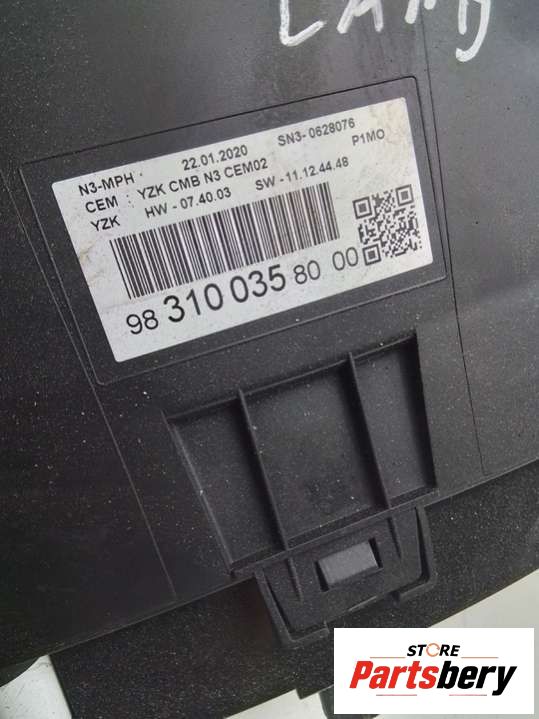 N3-MPH 22.01.2020 SN3- 0628076
CEM YZK CMB N3 CEM02 P1MO
YZK HW - 07.40.03 SW - 11.12.44.48
98 310 035 80 00
STORE
Partsbery